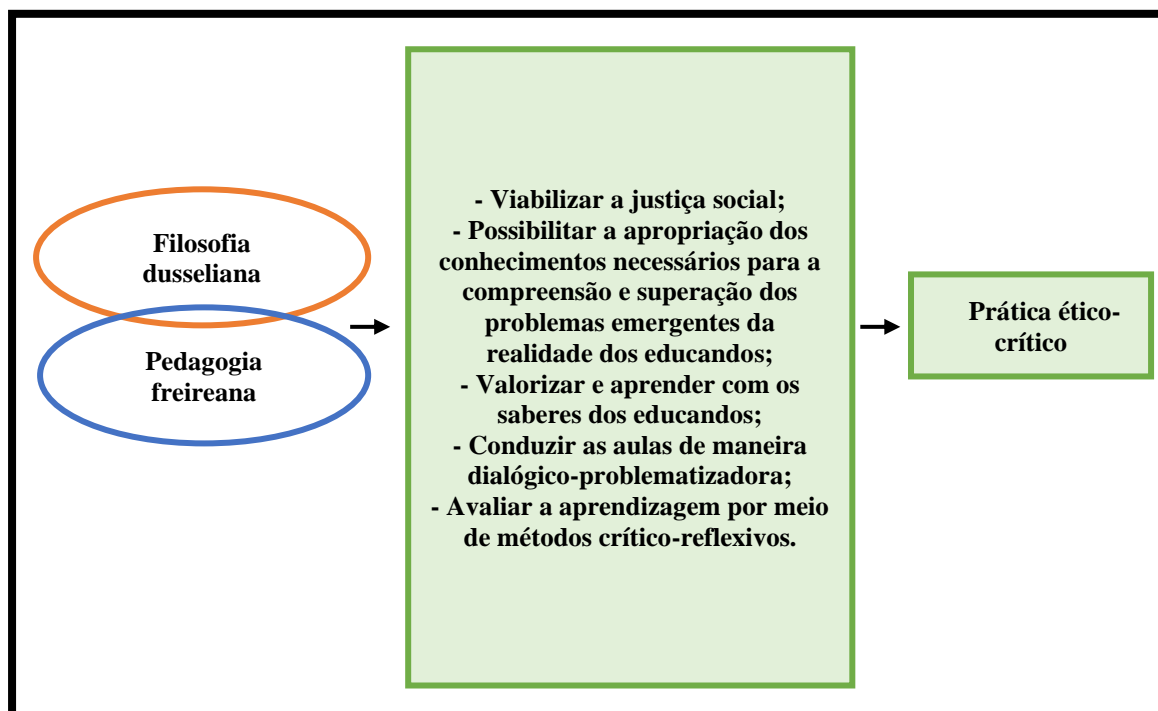 Filosofia
dusseliana
Pedagogia
freireana
- Viabilizar a justiça social;
- Possibilitar a apropriação dos
conhecimentos necessários para a
compreensão e superação dos
problemas emergentes da
realidade dos educandos;
- Valorizar e aprender com os
saberes dos educandos;
- Conduzir as aulas de maneira
dialógico-problematizadora;
- Avaliar a aprendizagem por meio
de métodos crítico-reflexivos.
Prática ético-
crítico